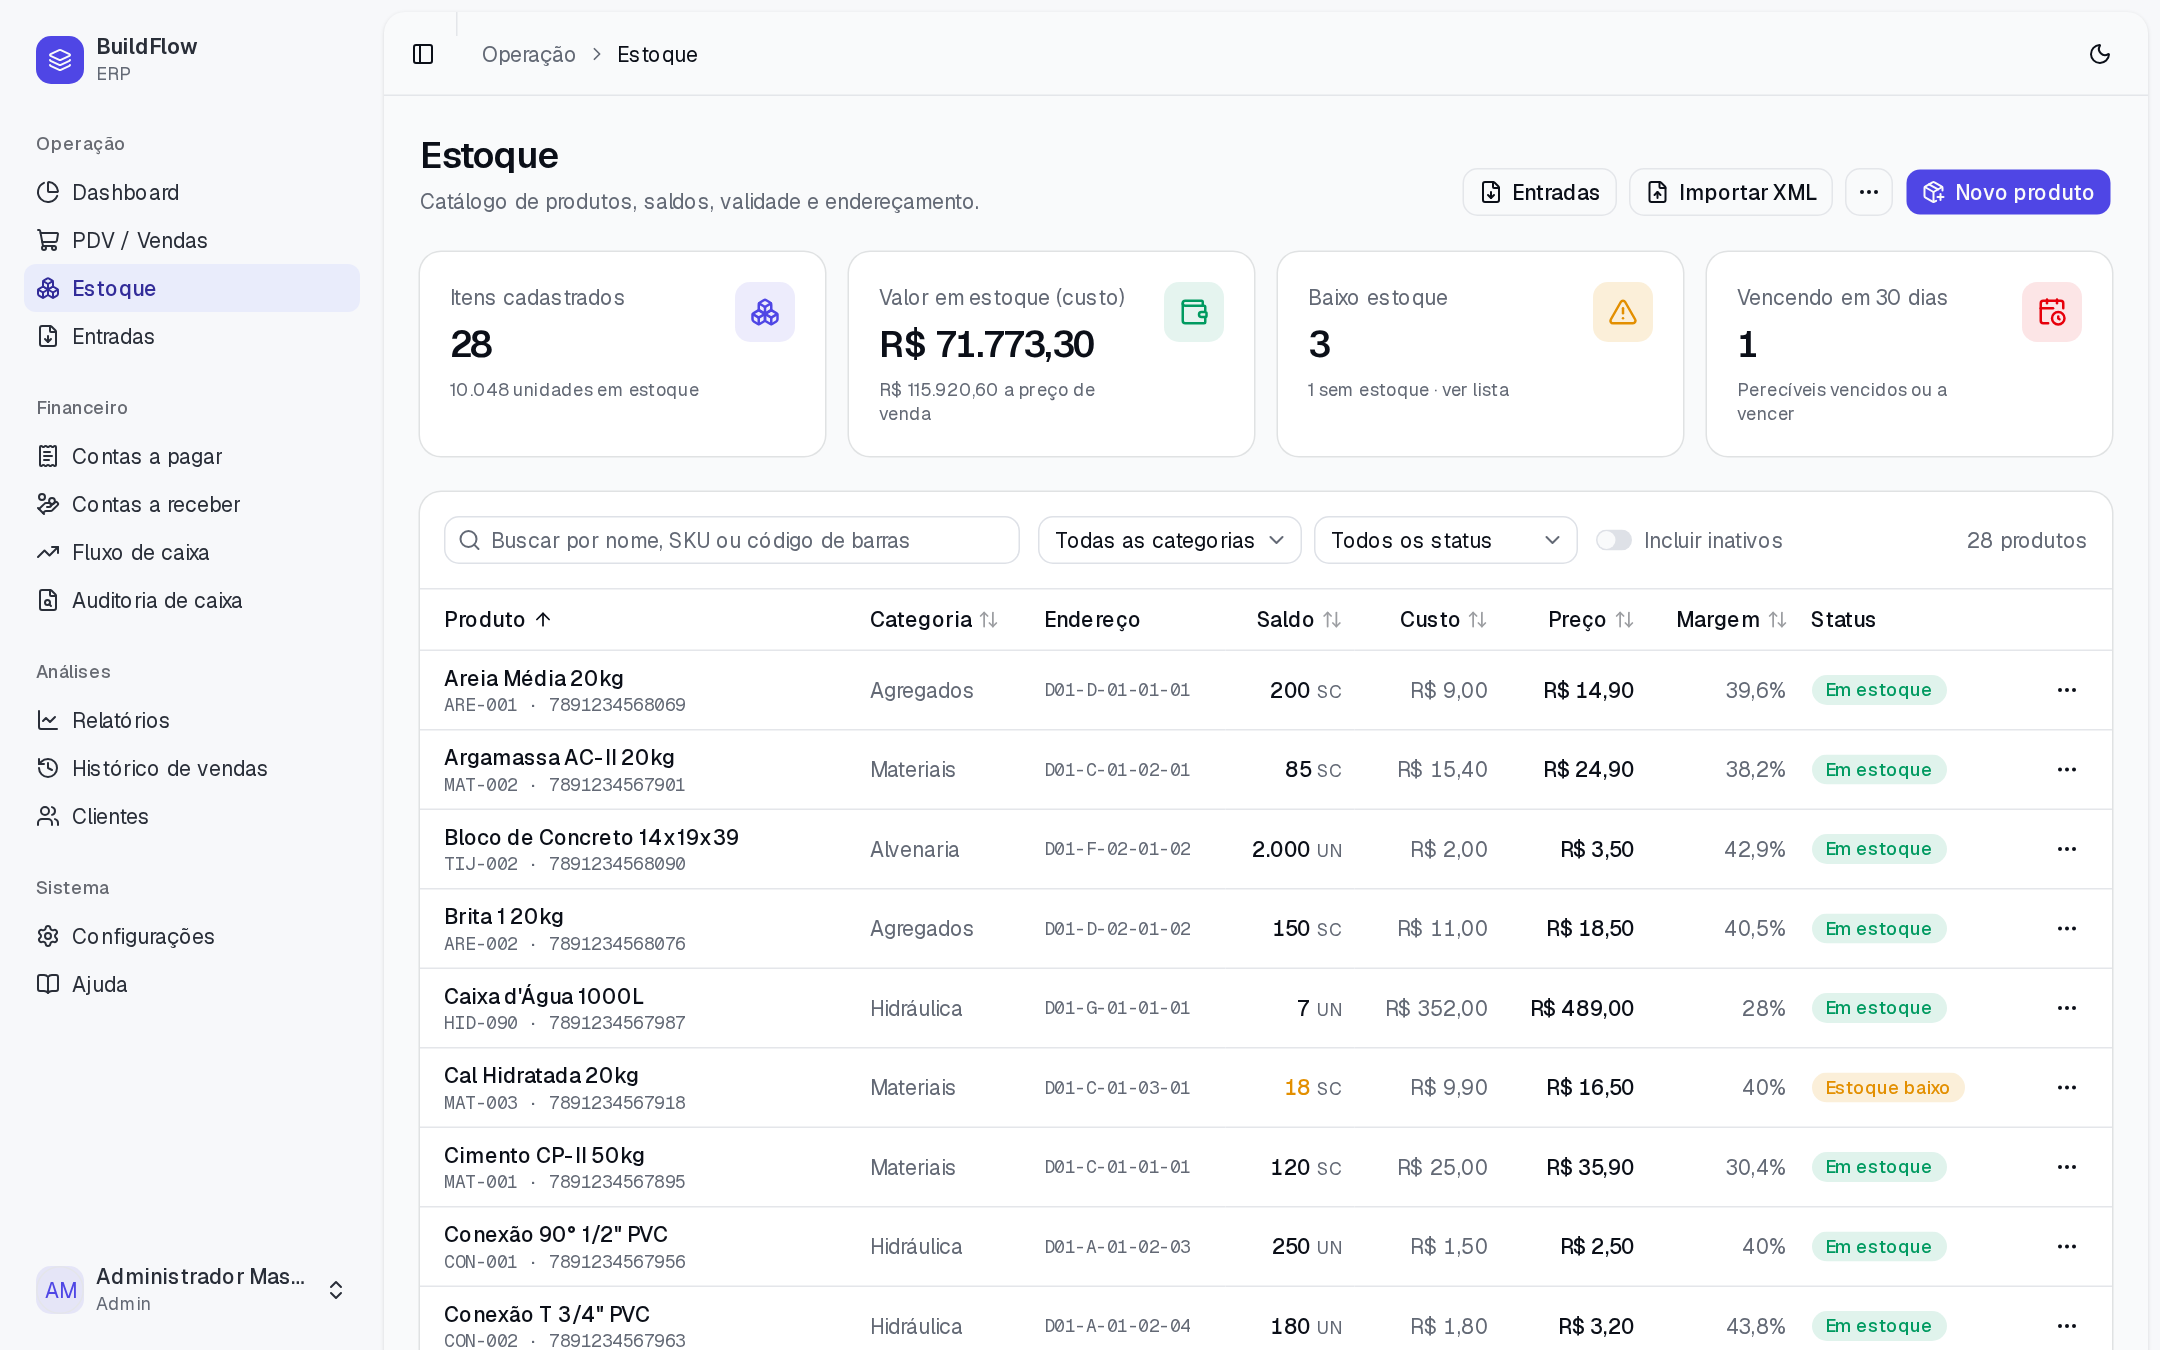 BuildFlow
ERP
Operação
Dashboard
PDV / Vendas
Estoque
Entradas
Financeiro
Contas a pagar
Contas a receber
Fluxo de caixa
Auditoria de caixa
Análises
Relatórios
Histórico de vendas
Clientes
Sistema
Configurações
Ajuda
AM
Administrador Mas...
Admin
Operação > Estoque
Estoque
Catálogo de produtos, saldos, validade e endereçamento.
Entradas
Importar XML
Novo produto
Itens cadastrados
28
10.048 unidades em estoque
Valor em estoque (custo)
R$ 71.773,30
R$ 115.920,60 a preço de
venda
Baixo estoque
3
1 sem estoque · ver lista
Vencendo em 30 dias
1
Perecíveis vencidos ou a
vencer
Buscar por nome, SKU ou código de barras
Todas as categorias
Todos os status
Incluir inativos
28 produtos
Produto Categoria Endereço Saldo Custo Preço Margem Status
Areia Média 20kg
ARE-001 · 7891234568069
Agregados D01-D-01-01-01 200 SC R$ 9,00 R$ 14,90 39,6% Em estoque
Argamassa AC-II 20kg
MAT-002 · 7891234567901
Materiais D01-C-01-02-01 85 SC R$ 15,40 R$ 24,90 38,2% Em estoque
Bloco de Concreto 14x19x39
TIJ-002 · 7891234568090
Alvenaria D01-F-02-01-02 2.000 UN R$ 2,00 R$ 3,50 42,9% Em estoque
Brita 1 20kg
ARE-002 · 7891234568076
Agregados D01-D-02-01-02 150 SC R$ 11,00 R$ 18,50 40,5% Em estoque
Caixa d'Água 1000L
HID-090 · 7891234567987
Hidráulica D01-G-01-01-01 7 UN R$ 352,00 R$ 489,00 28% Em estoque
Cal Hidratada 20kg
MAT-003 · 7891234567918
Materiais D01-C-01-03-01 18 SC R$ 9,90 R$ 16,50 40% Estoque baixo
Cimento CP-II 50kg
MAT-001 · 7891234567895
Materiais D01-C-01-01-01 120 SC R$ 25,00 R$ 35,90 30,4% Em estoque
Conexão 90° 1/2" PVC
CON-001 · 7891234567956
Hidráulica D01-A-01-02-03 250 UN R$ 1,50 R$ 2,50 40% Em estoque
Conexão T 3/4" PVC
CON-002 · 7891234567963
Hidráulica D01-A-01-02-04 180 UN R$ 1,80 R$ 3,20 43,8% Em estoque